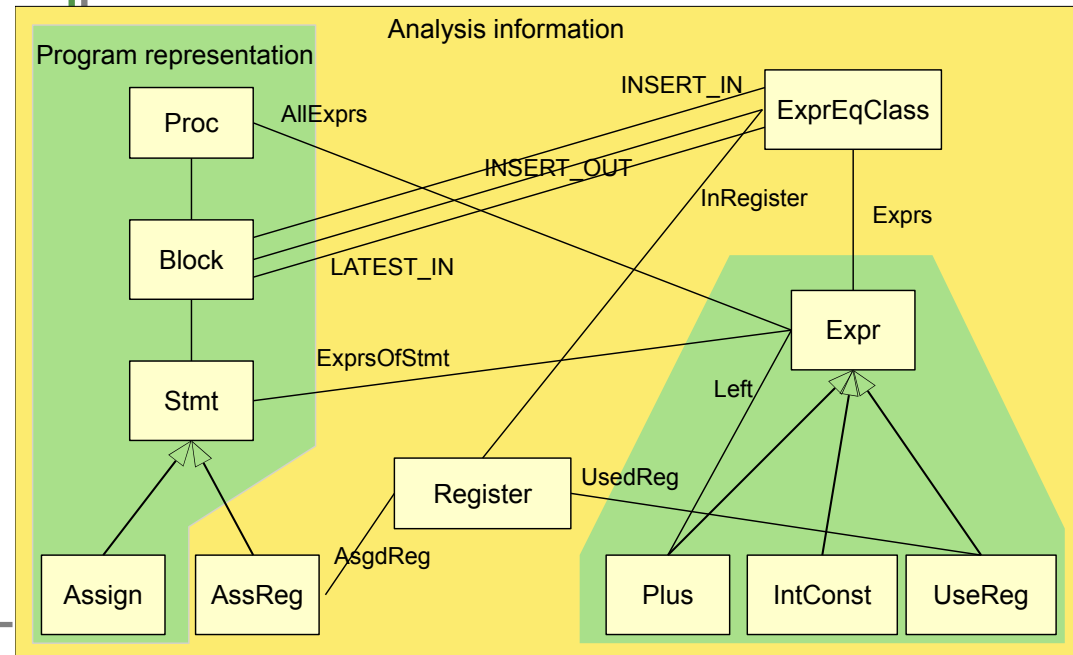 Analysis information
Program representation
INSERT_IN
ExprEqClass
Proc
AllExprs
INSERT_OUT
InRegister
Exprs
Block
LATEST_IN
Expr
ExprsOfStmt
Stmt
Left
Register
UsedReg
AsgdReg
Assign
AssReg
Plus
IntConst
UseReg